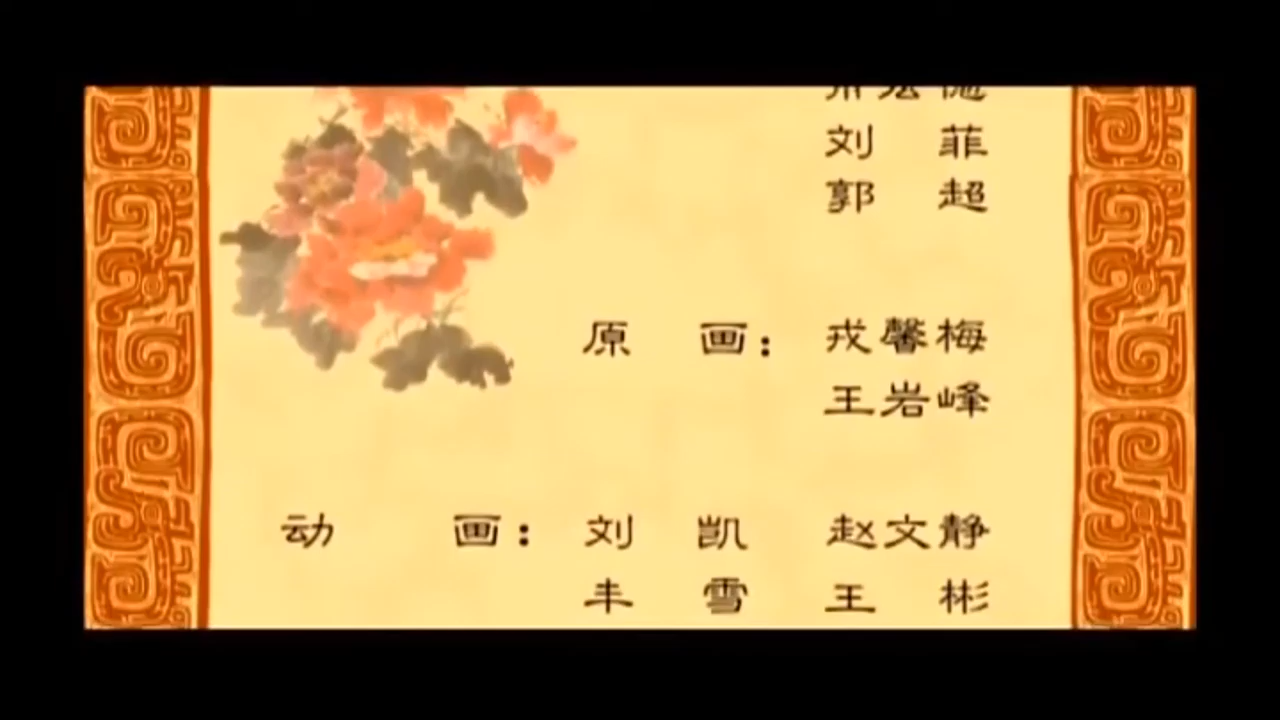 刘 菲
郭 超
原 画： 戎馨梅
王岩峰
动 画： 刘 凯 赵文静
丰 雪 王 彬